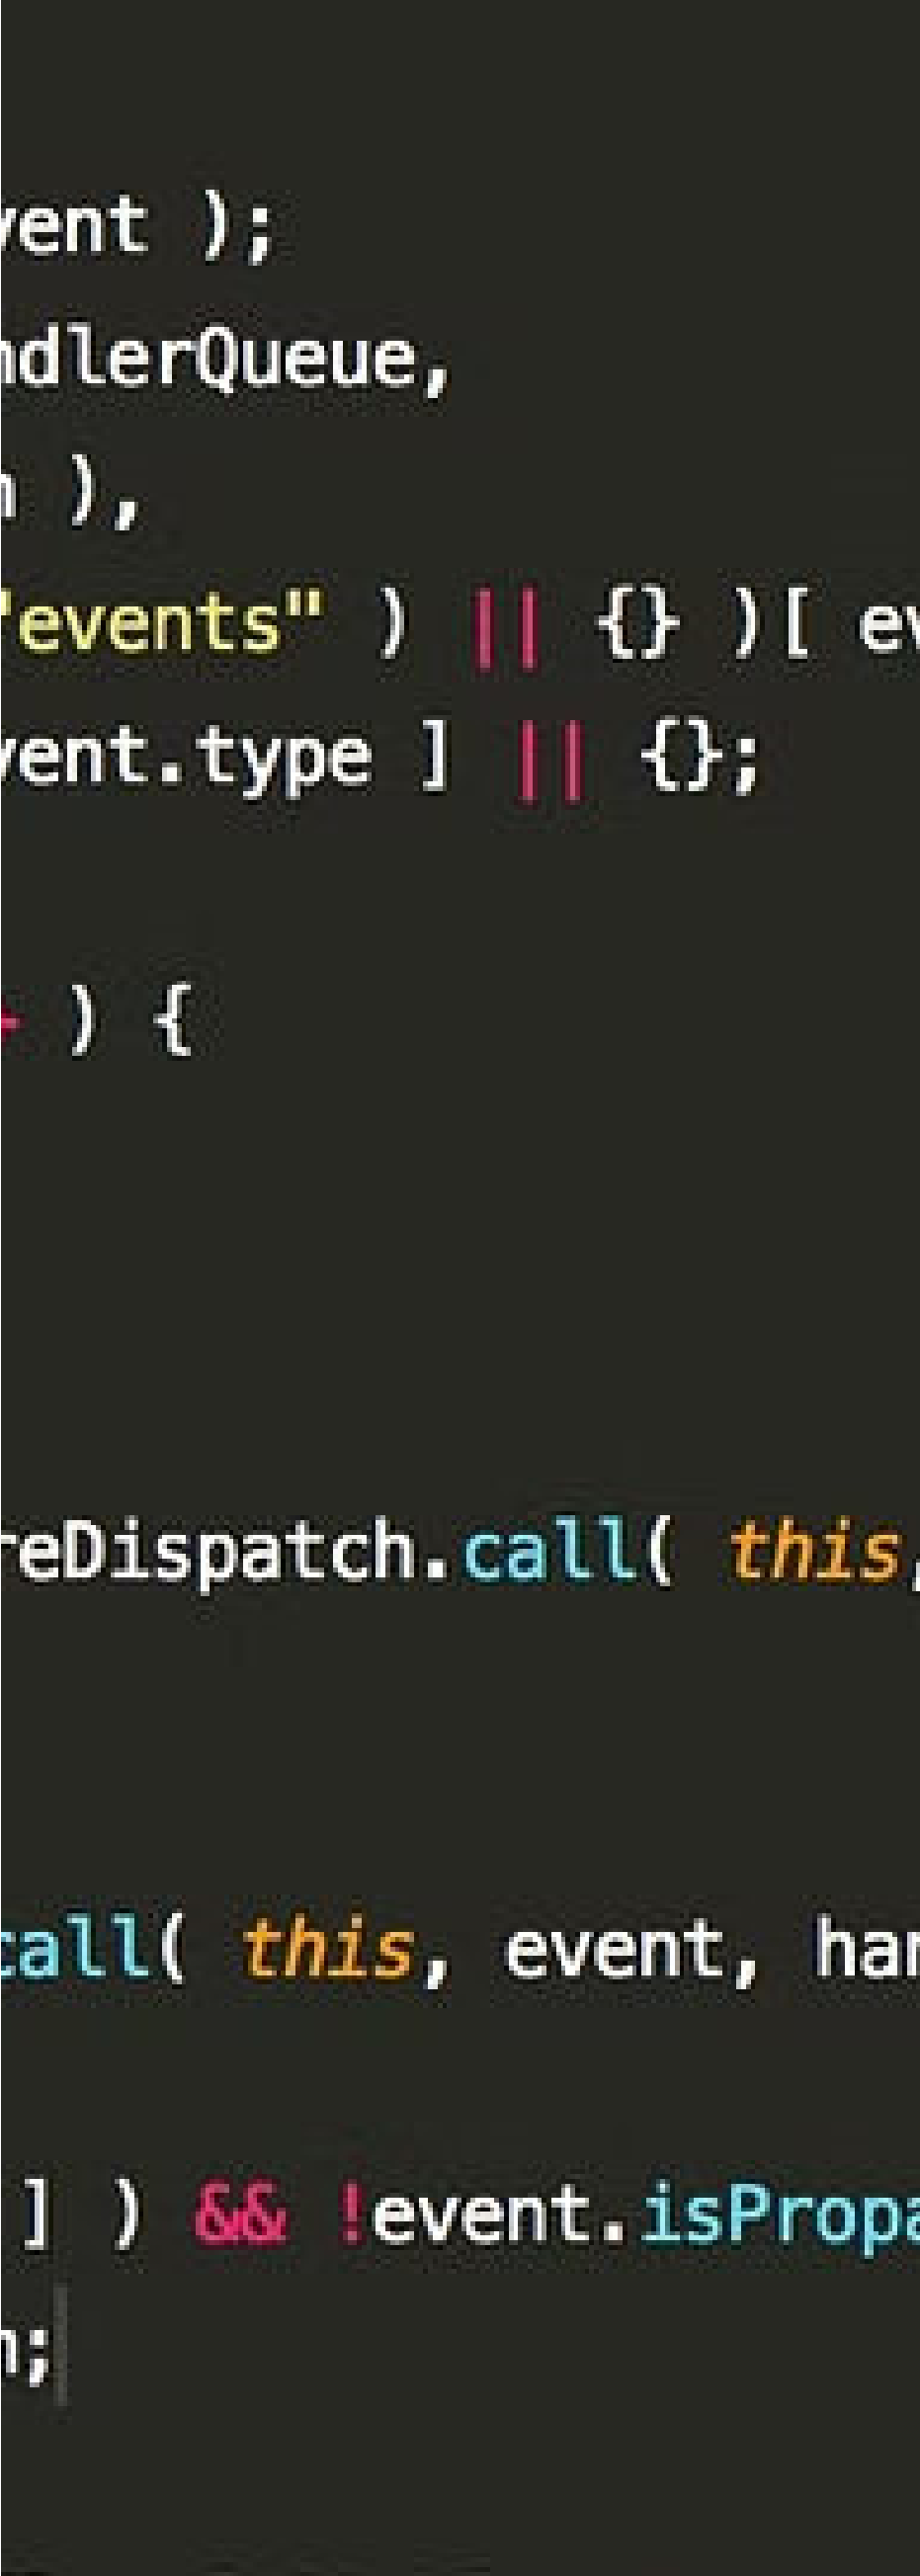 vent );
ndlerQueue,
),
"events" ) || {} )[ ev
vent.type ] || {};
) {
reDispatch.call( this,
call( this, event, han
] ) && !event.isPropa
;